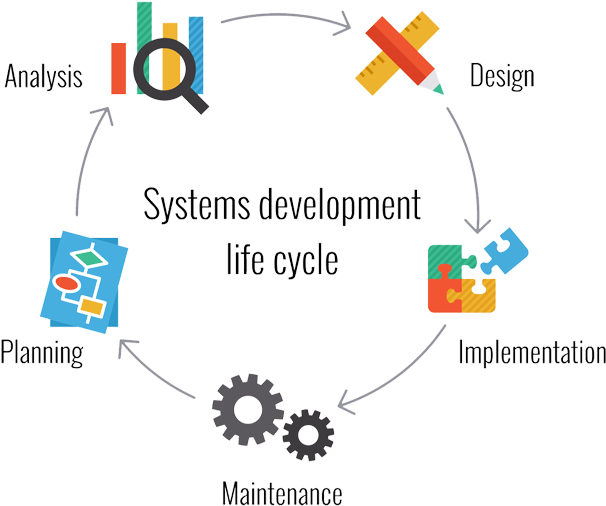 Analysis
Design
Systems development
life cycle
Planning
Implementation
Maintenance